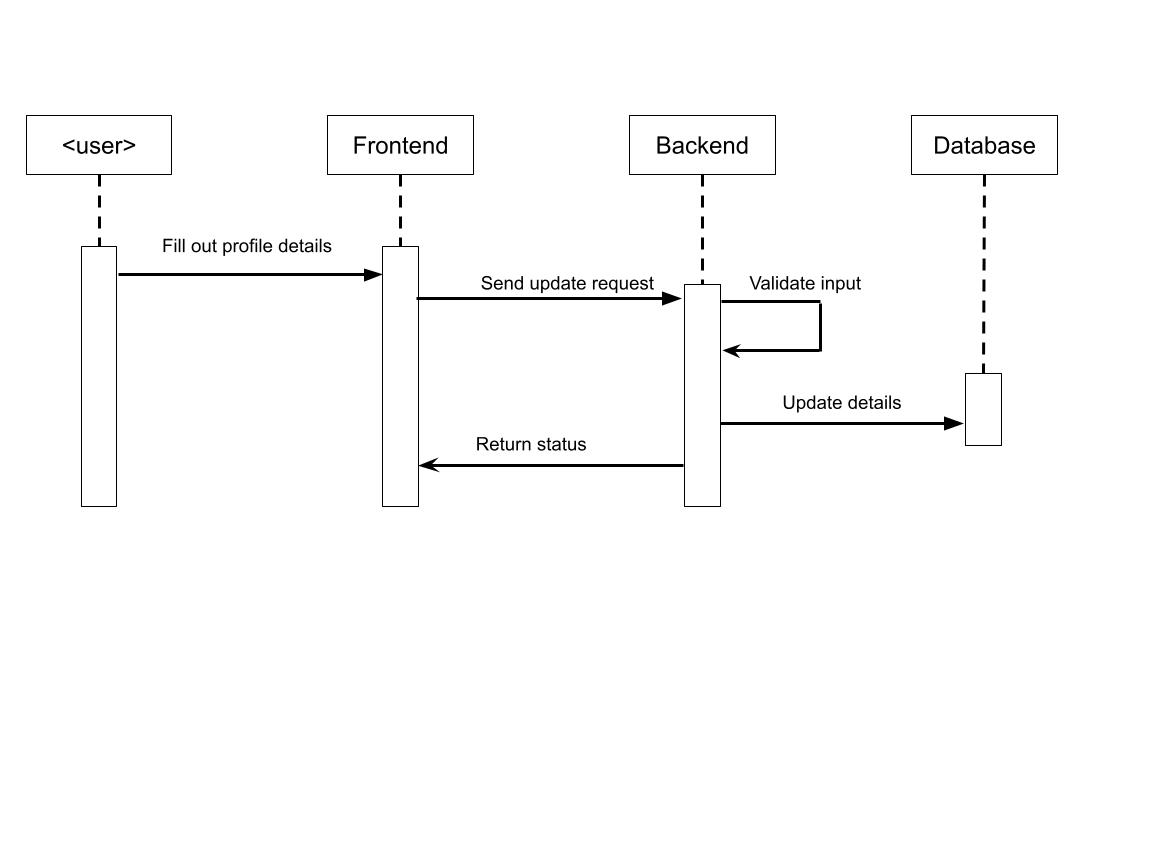 <user>
Frontend
Backend
Database
Fill out profile details
Send update request
Validate input
Update details
Return status